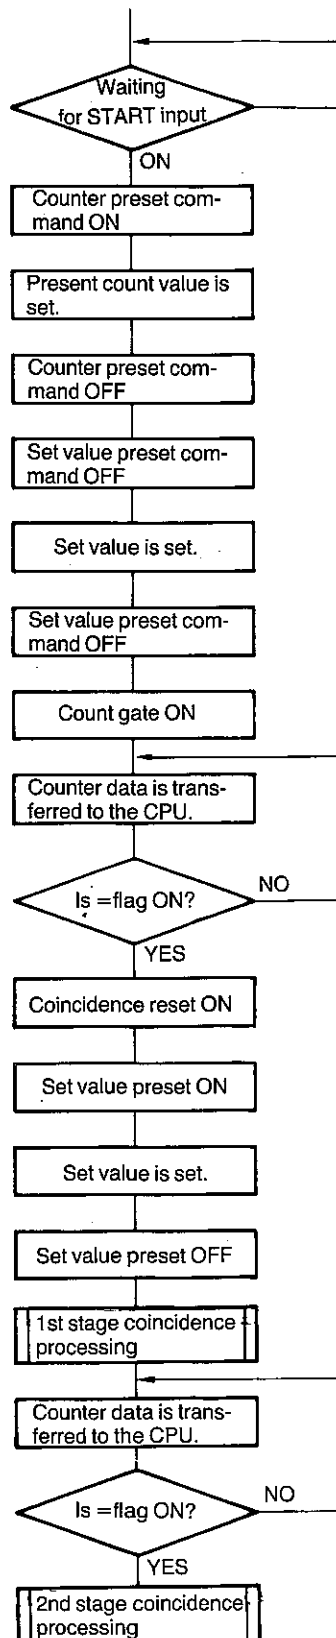 Waiting
for START input
ON
Counter preset com-
mand ON
Present count value is
set.
Counter preset com-
mand OFF
Set value preset com-
mand OFF
Set value is set.
Set value preset com-
mand OFF
Count gate ON
Counter data is trans-
ferred to the CPU.
Is =flag ON?
NO
YES
Coincidence reset ON
Set value preset ON
Set value is set.
Set value preset OFF
1st stage coincidence
processing
Counter data is trans-
ferred to the CPU.
Is =flag ON?
NO
YES
2nd stage coincidence
processing